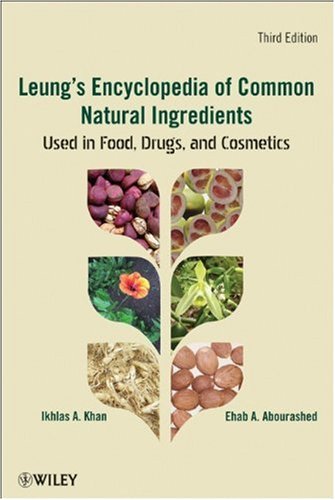 Third Edition
Leung's Encyclopedia of Common
Natural Ingredients
Used in Food, Drugs, and Cosmetics
Ikhlas A. Khan
Ehab A. Abourashed
WILEY